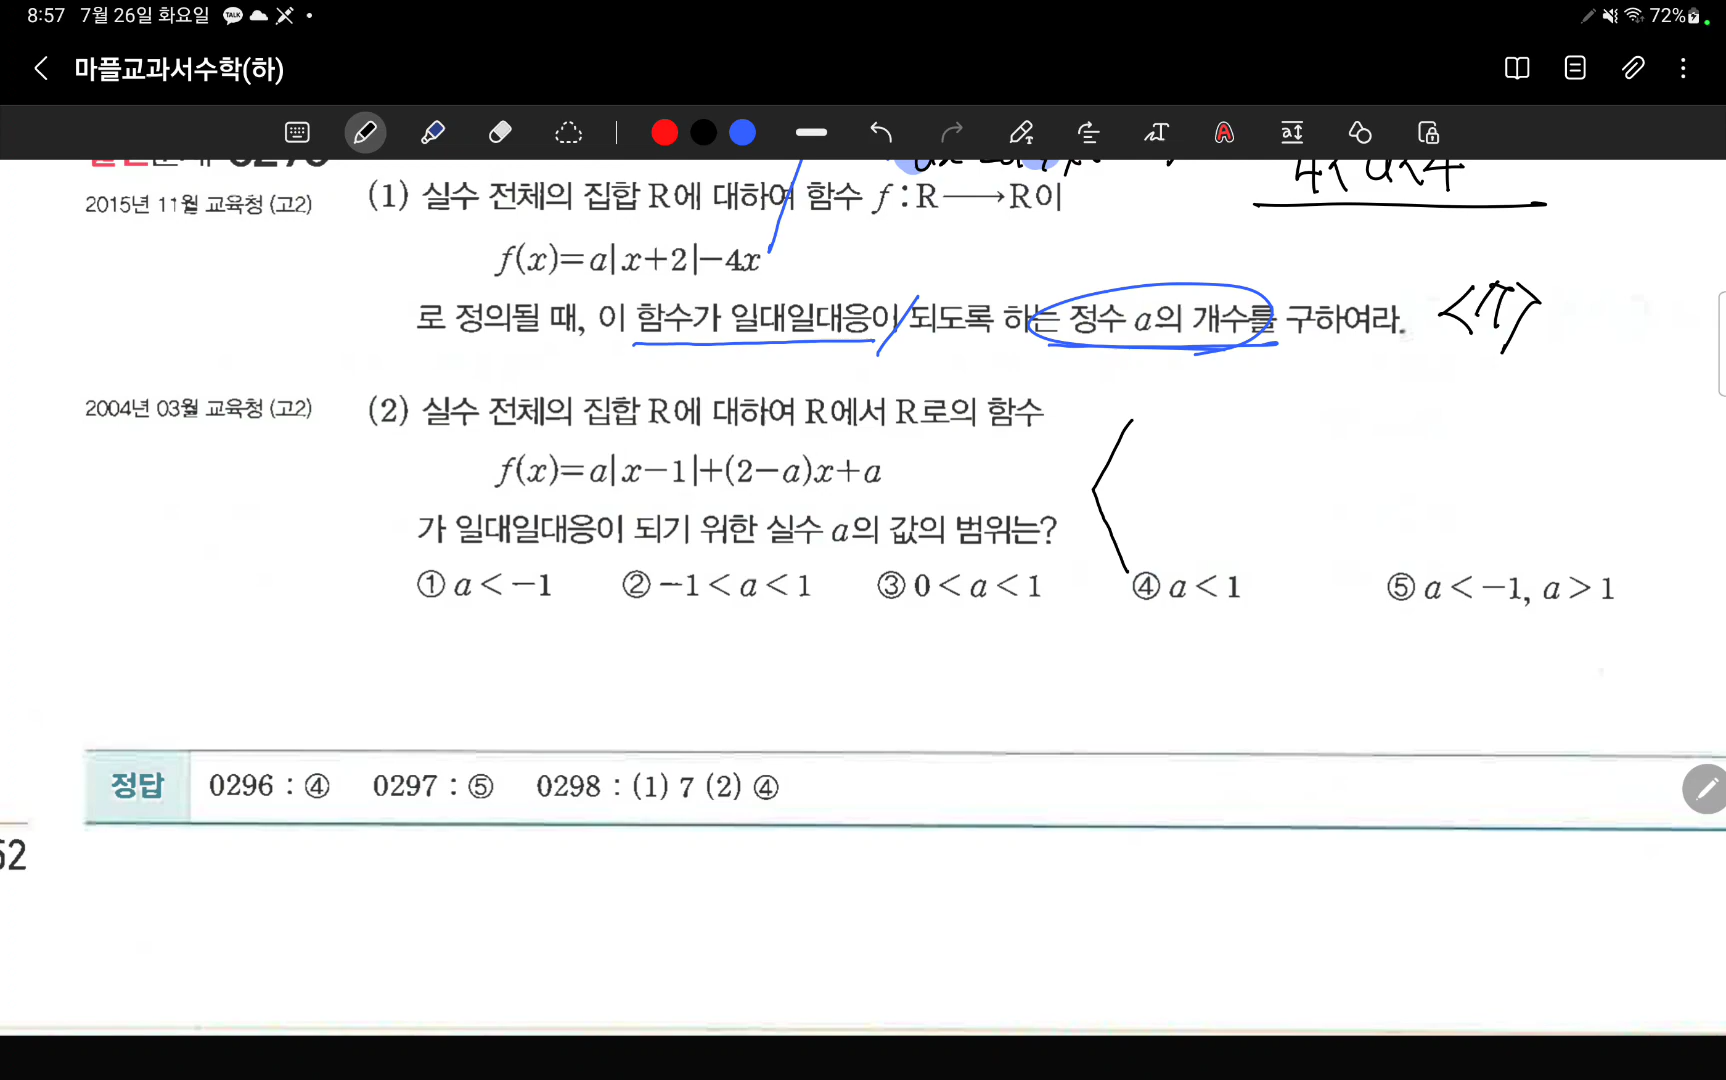 8:57 7월 26일 화요일 TALK 72%
마플교과서수학(하)
2015년 11월 교육청 (고2)
(1) 실수 전체의 집합 R에 대하여 함수 f : R⟶R이
4< a<4
f(x)=a|x+2|-4x
로 정의될 때, 이 함수가 일대일대응이 되도록 하는 정수 a의 개수를 구하여라.
2004년 03월 교육청 (고2)
(2) 실수 전체의 집합 R에 대하여 R에서 R로의 함수
f(x)=a|x-1|+(2-a)x+a
가 일대일대응이 되기 위한 실수 a의 값의 범위는?
① a < -1 ② -1 < a < 1 ③ 0 < a < 1 ④ a < 1 ⑤ a < -1, a > 1
정답 0296 : ④ 0297 : ⑤ 0298 : (1) 7 (2) ④
52